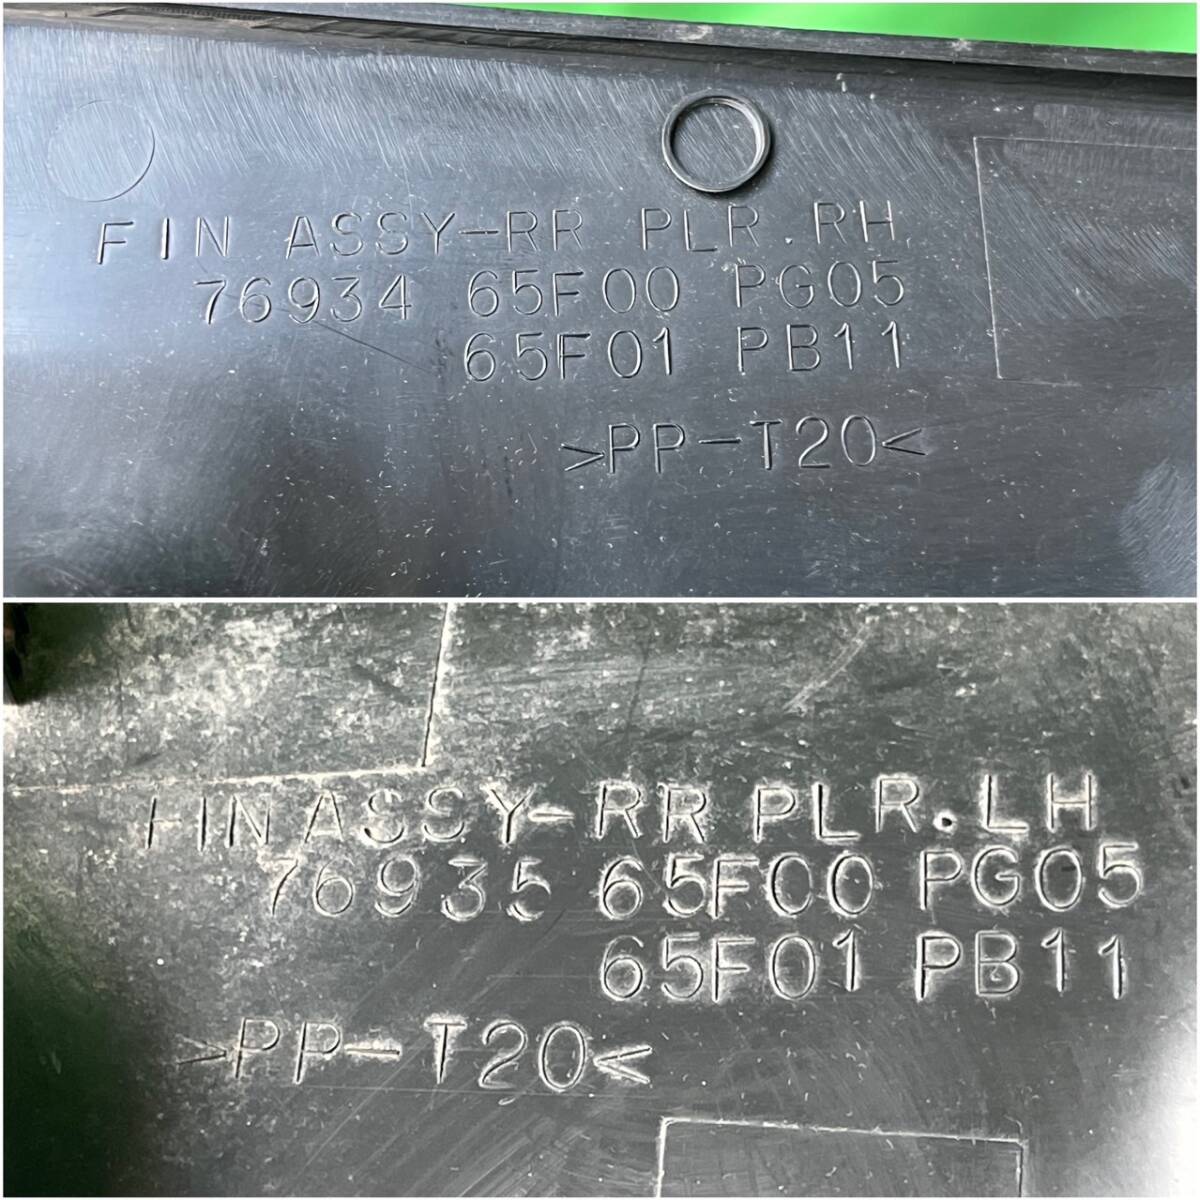 FIN ASSY-RR PLR.RH
76934 65F00 PG05
65F01 PB11
>PP-T20<
FIN ASSY-RR PLR.LH
76935 65F00 PG05
65F01 PB11
>PP-T20<